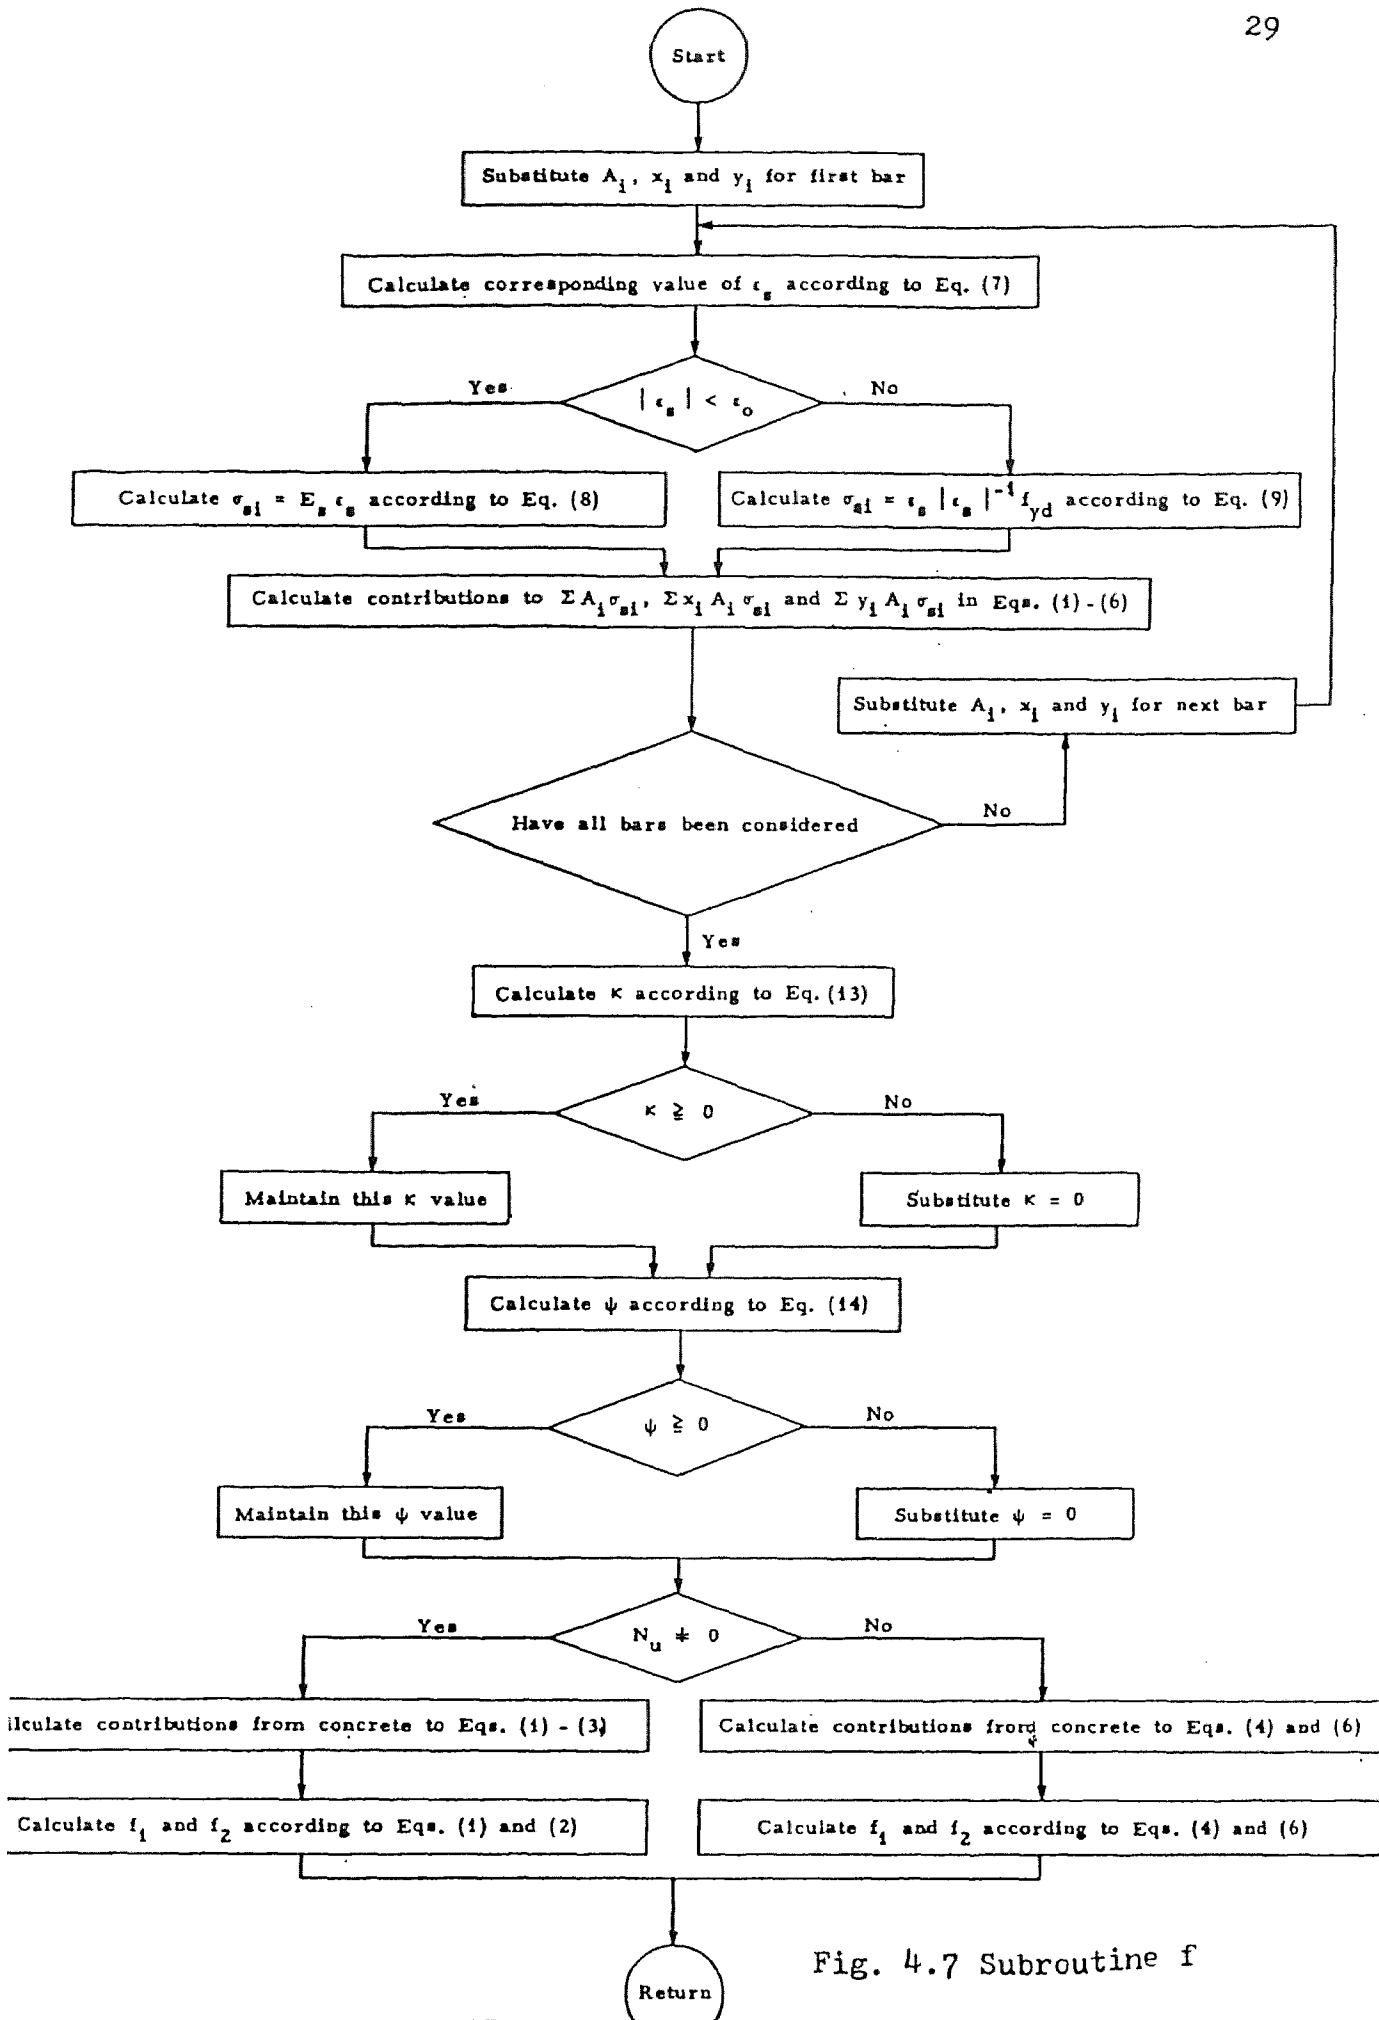 29
Start
Substitute A_i, x_i and y_i for first bar
Calculate corresponding value of ε_s according to Eq. (7)
Yes
| ε_s | < ε_o
No
Calculate σ_si = E_s ε_s according to Eq. (8)
Calculate σ_si = ε_s |ε_s|^-1 f_yd according to Eq. (9)
Calculate contributions to Σ A_i σ_si, Σ x_i A_i σ_si and Σ y_i A_i σ_si in Eqs. (1) - (6)
Substitute A_i, x_i and y_i for next bar
Have all bars been considered
No
Yes
Calculate κ according to Eq. (13)
Yes
κ ≧ 0
No
Maintain this κ value
Substitute κ = 0
Calculate ψ according to Eq. (14)
Yes
ψ ≧ 0
No
Maintain this ψ value
Substitute ψ = 0
Yes
N_u ≠ 0
No
lculate contributions from concrete to Eqs. (1) - (3)
Calculate contributions from concrete to Eqs. (4) and (6)
Calculate f_1 and f_2 according to Eqs. (1) and (2)
Calculate f_1 and f_2 according to Eqs. (4) and (6)
Return
Fig. 4.7 Subroutine f